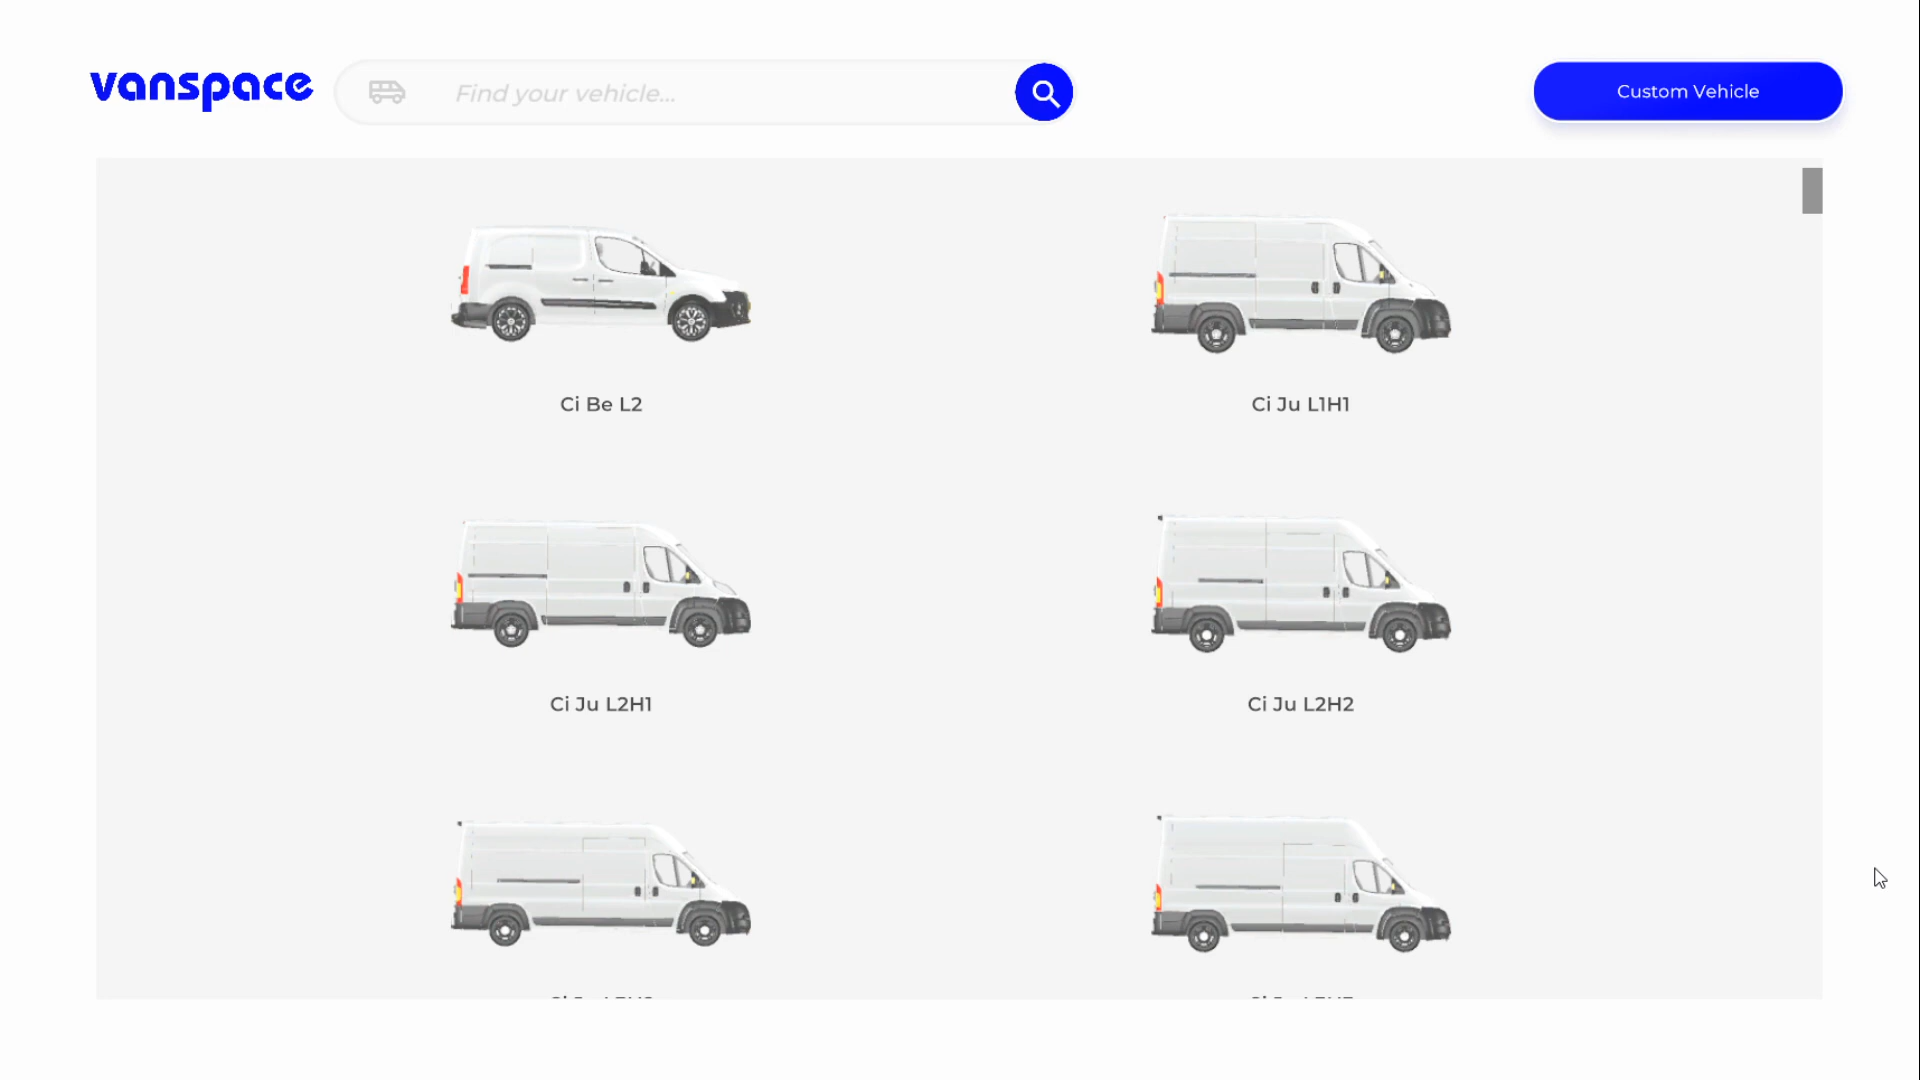 vanspace
Find your vehicle...
Custom Vehicle
Ci Be L2
Ci Ju L1H1
Ci Ju L2H1
Ci Ju L2H2